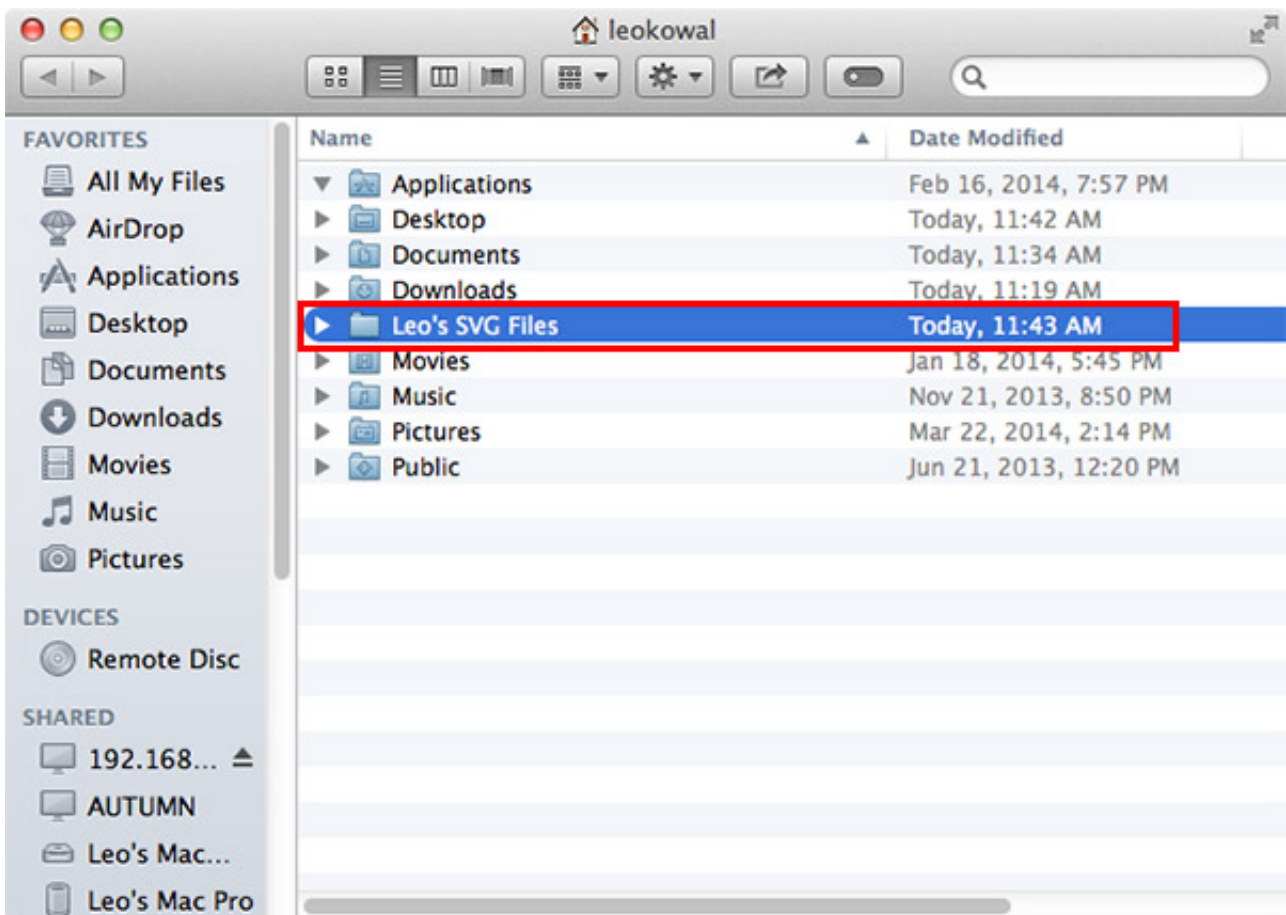 leokowal
FAVORITES
All My Files
AirDrop
Applications
Desktop
Documents
Downloads
Movies
Music
Pictures
DEVICES
Remote Disc
SHARED
192.168...
AUTUMN
Leo's Mac...
Leo's Mac Pro
Name Date Modified
Applications Feb 16, 2014, 7:57 PM
Desktop Today, 11:42 AM
Documents Today, 11:34 AM
Downloads Today, 11:19 AM
Leo's SVG Files Today, 11:43 AM
Movies Jan 18, 2014, 5:45 PM
Music Nov 21, 2013, 8:50 PM
Pictures Mar 22, 2014, 2:14 PM
Public Jun 21, 2013, 12:20 PM